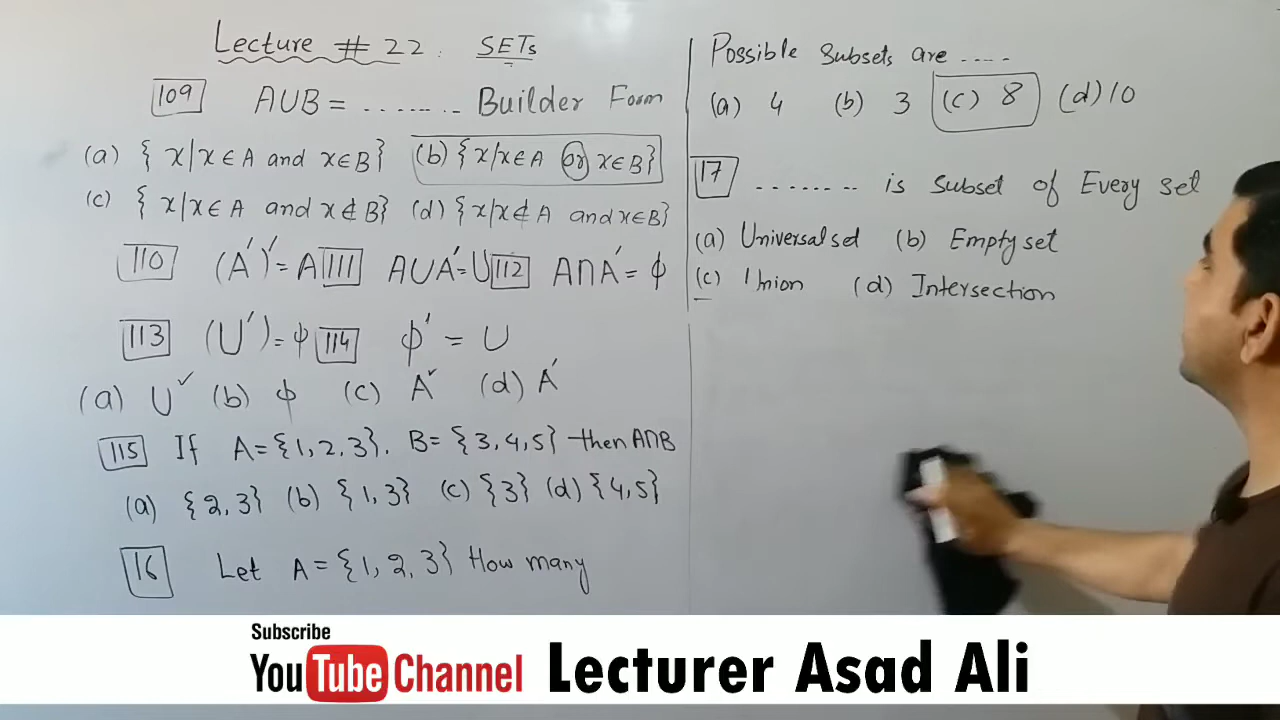 Lecture # 22. SETs
109 AUB = ........ Builder Form
(a) { x/x∈A and x∈B} (b) {x/x∈A or x∈B}
(c) { x/x∈A and x∉B} (d) {x/x∉A and x∈B}
110 (A′)′ = A 111 A∪A′ = U 112 A∩A′ = ϕ
113 (U′) = ϕ 114 ϕ′ = U
(a) U ✓ (b) ϕ (c) A ✓ (d) A′
115 If A = {1, 2, 3}. B = {3, 4, 5} then A∩B
(a) {2, 3} (b) {1, 3} (c) {3} (d) {4, 5}
16 Let A = {1, 2, 3} How many
Possible Subsets are .....
(a) 4 (b) 3 (c) 8 (d) 10
17 ........ is Subset of Every set
(a) Universal set (b) Empty set
(c) Union (d) Intersection
Subscribe
YouTube Channel Lecturer Asad Ali